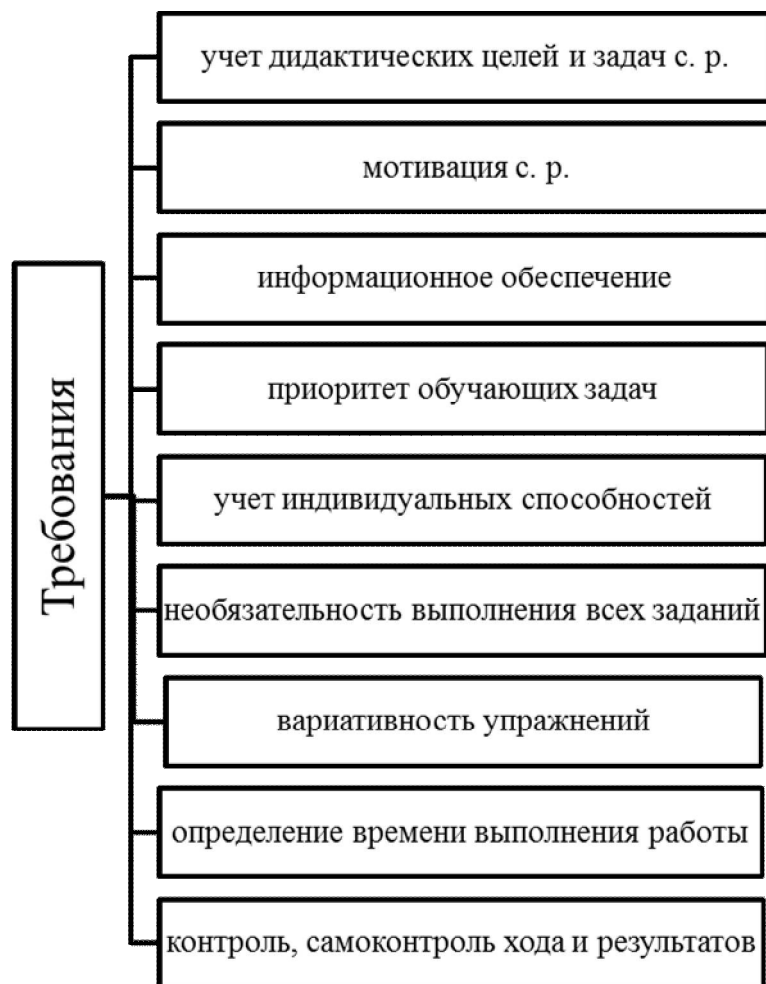 учет дидактических целей и задач с. р.
мотивация с. р.
информационное обеспечение
приоритет обучающих задач
Требования
учет индивидуальных способностей
необязательность выполнения всех заданий
вариативность упражнений
определение времени выполнения работы
контроль, самоконтроль хода и результатов